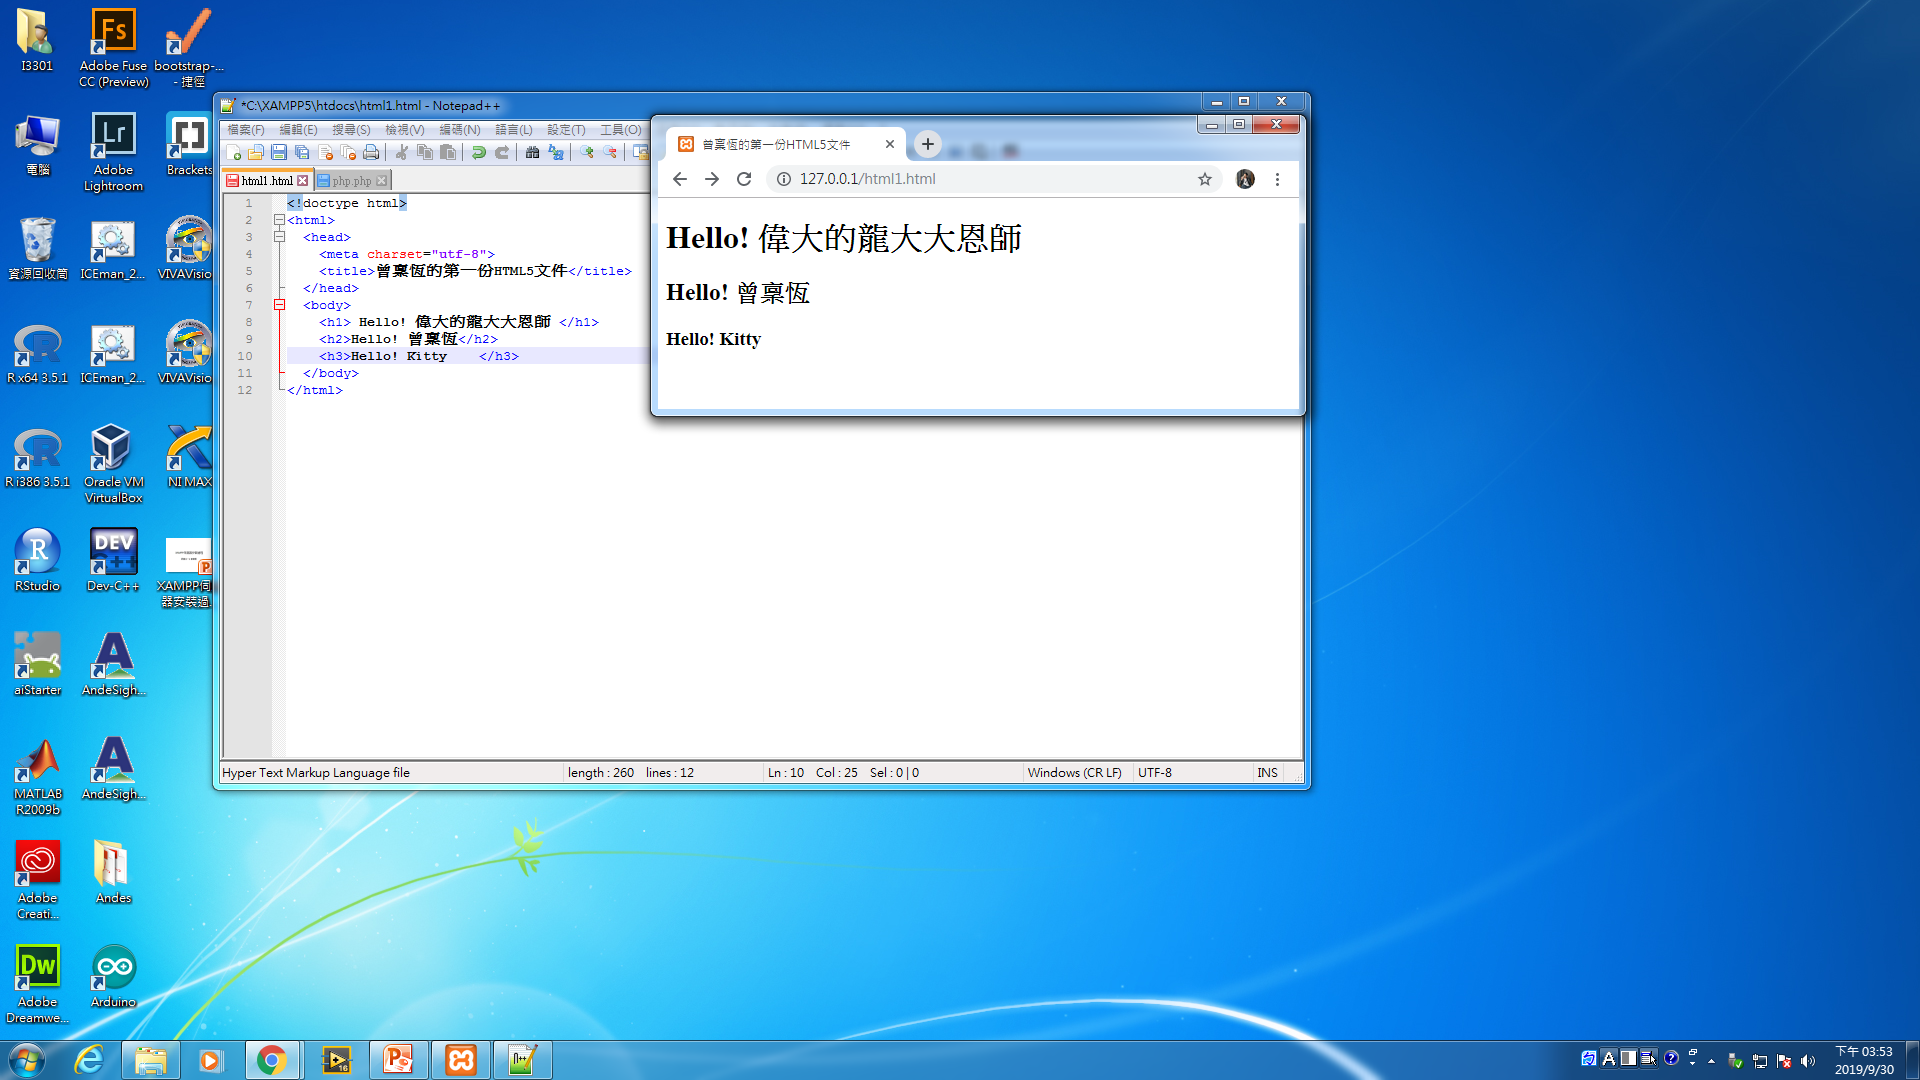 I3301
Adobe Fuse
CC (Preview)
bootstrap-...
- 捷徑
電腦
Adobe
Lightroom
Brackets
資源回收筒
ICEman_2...
VIVAVisio
R x64 3.5.1
ICEman_2...
VIVAVisio
R i386 3.5.1
Oracle VM
VirtualBox
NI MAX
RStudio
Dev-C++
XAMPP伺
器安裝過
aiStarter
AndeSigh...
MATLAB
R2009b
AndeSigh...
Adobe
Creati...
Andes
Adobe
Dreamwe...
Arduino
*C:\XAMPP5\htdocs\html1.html - Notepad++
檔案(F) 編輯(E) 搜尋(S) 檢視(V) 編碼(N) 語言(L) 設定(T) 工具(O)
html1.html php.php
1 <!doctype html>
2 <html>
3 <head>
4 <meta charset="utf-8">
5 <title>曾稟恆的第一份HTML5文件</title>
6 </head>
7 <body>
8 <h1> Hello! 偉大的龍大大恩師 </h1>
9 <h2>Hello! 曾稟恆</h2>
10 <h3>Hello! Kitty    </h3>
11 </body>
12 </html>
Hyper Text Markup Language file length : 260 lines : 12 Ln : 10 Col : 25 Sel : 0 | 0 Windows (CR LF) UTF-8 INS
曾稟恆的第一份HTML5文件
127.0.0.1/html1.html
Hello! 偉大的龍大大恩師
Hello! 曾稟恆
Hello! Kitty
下午 03:53
2019/9/30